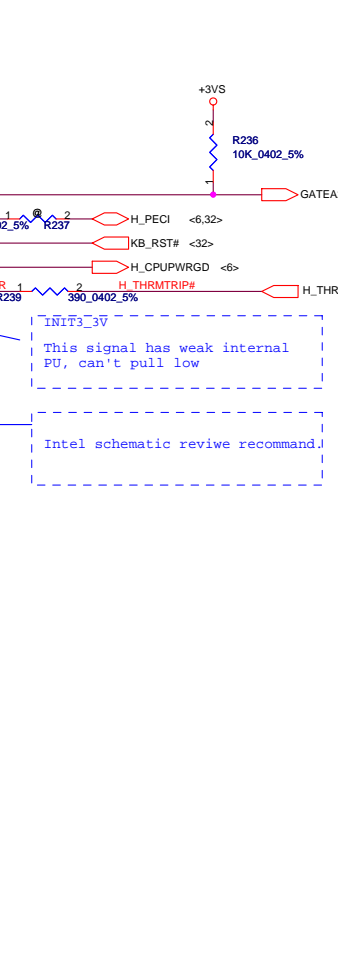 +3VS
2
R236
10K_0402_5%
1
GATEA
1 @ 2 H_PECI <6,32>
02_5% R237
KB_RST# <32>
H_CPUPWRGD <6>
R 1 2 H_THRMTRIP# H_THR
R239 390_0402_5%
INIT3_3V
This signal has weak internal
PU, can't pull low
Intel schematic reviwe recommand.